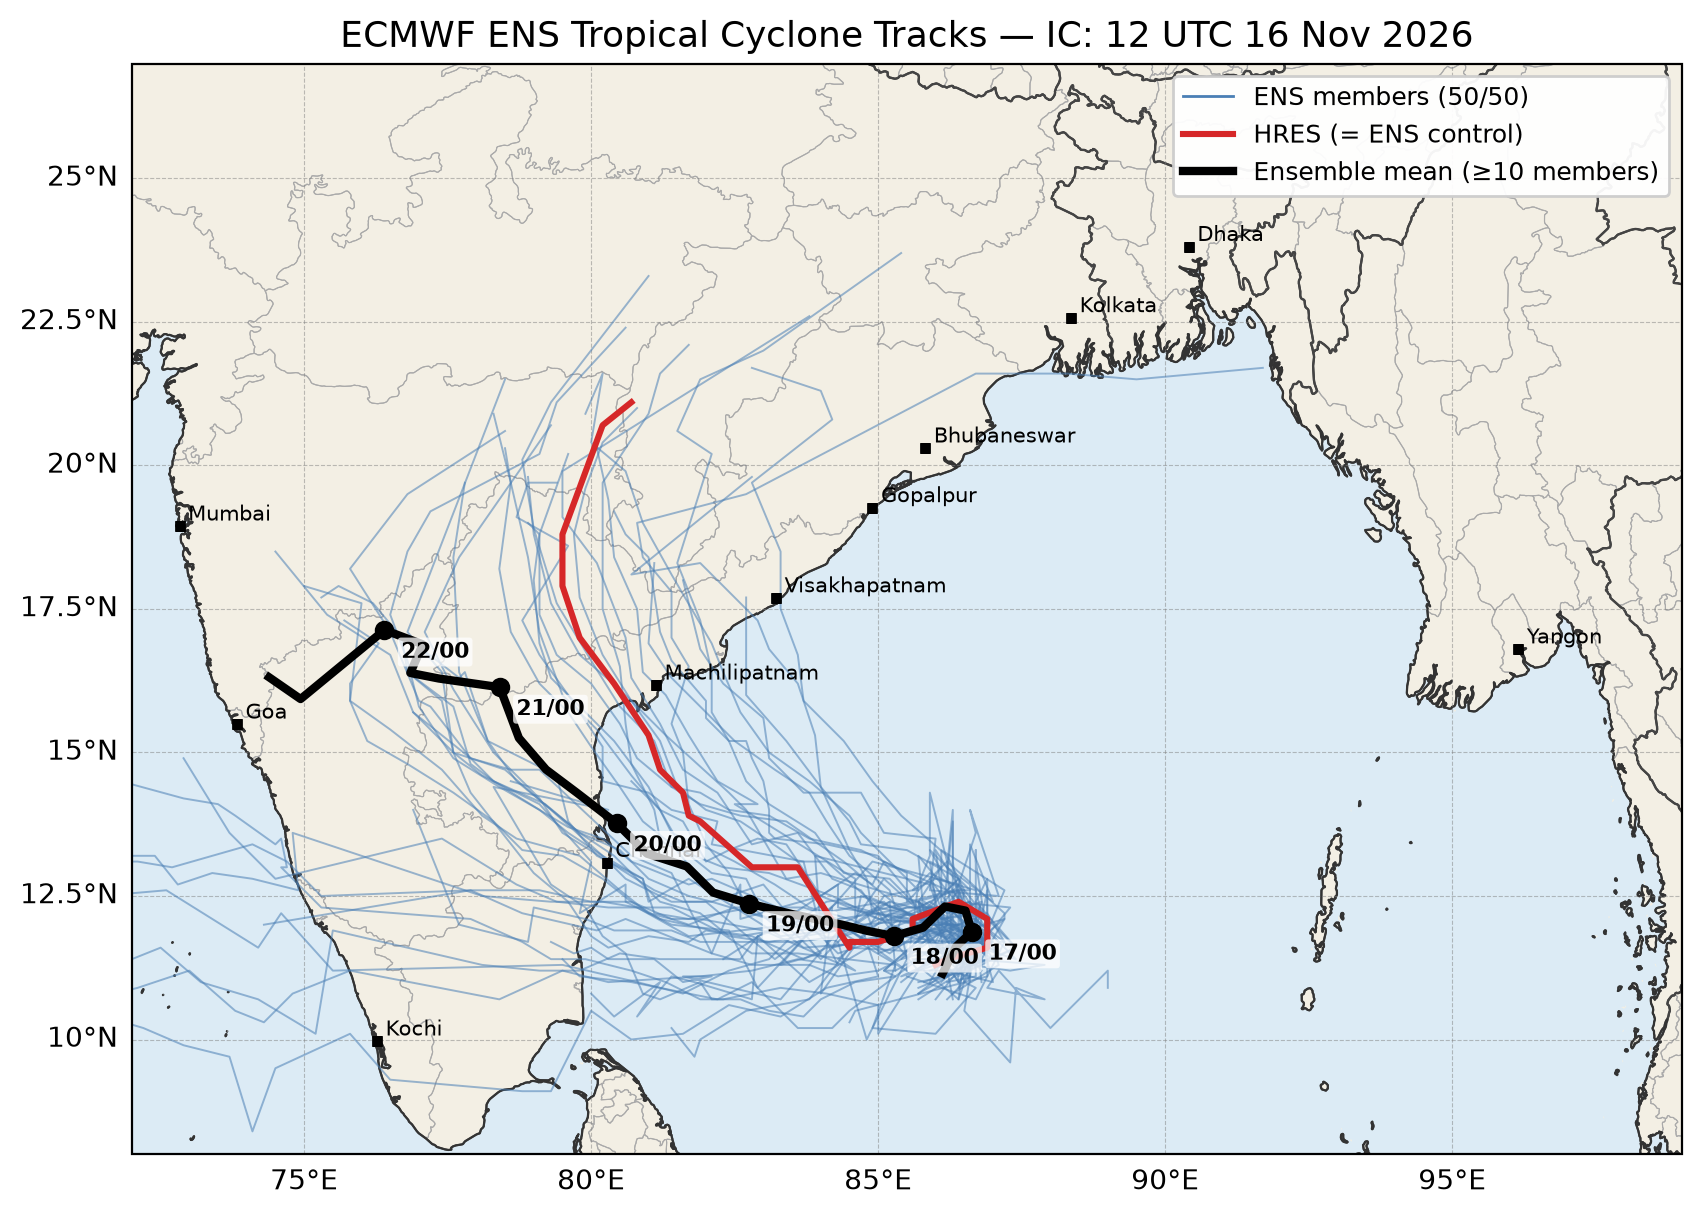 ECMWF ENS Tropical Cyclone Tracks — IC: 12 UTC 16 Nov 2026
ENS members (50/50)
HRES (= ENS control)
Ensemble mean (≥10 members)
25°N
22.5°N
20°N
17.5°N
15°N
12.5°N
10°N
Dhaka
Kolkata
Bhubaneswar
Gopalpur
Mumbai
Visakhapatnam
Yangon
22/00
Machilipatnam
Goa
21/00
20/00
19/00
18/00
17/00
Kochi
75°E
80°E
85°E
90°E
95°E